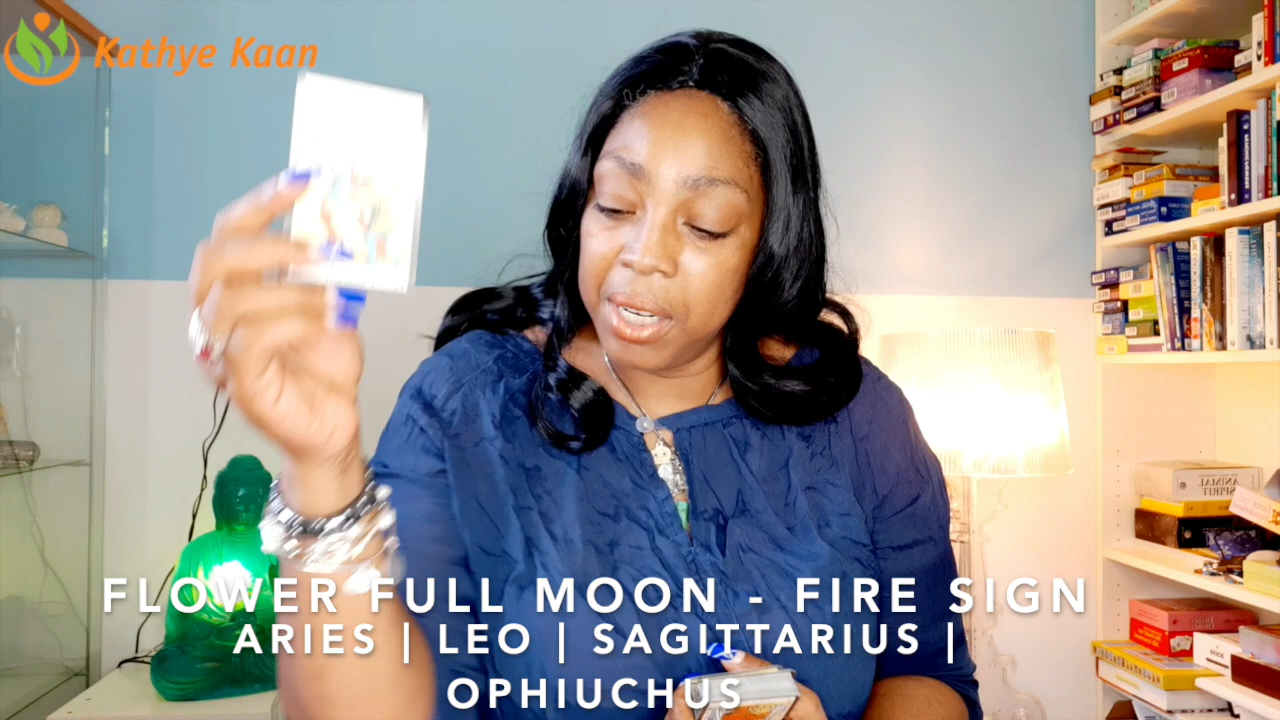 Kathye Kaan
FLOWER FULL MOON - FIRE SIGN
ARIES | LEO | SAGITTARIUS |
OPHIUCHUS
ANIMAL
SPIRIT